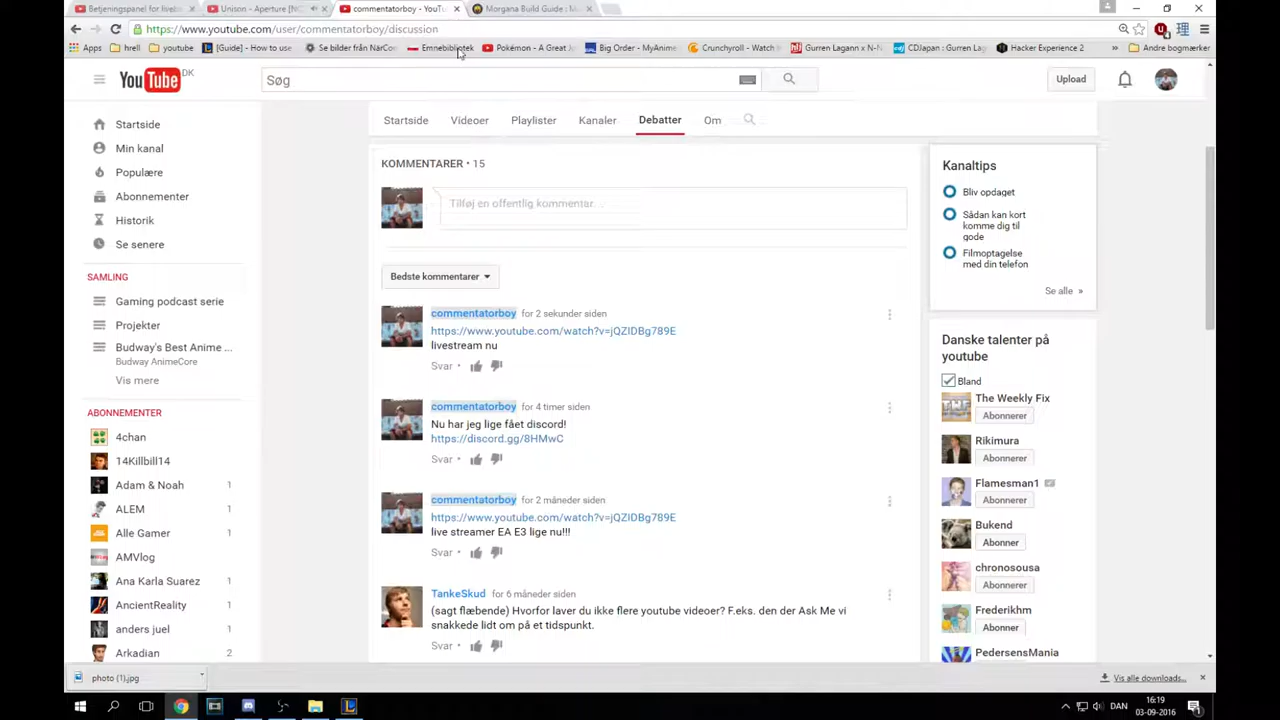 Betjeningspanel for liveb
Unison - Aperture [NC
commentatorboy - YouTu
Morgana Build Guide : M
https://www.youtube.com/user/commentatorboy/discussion
Apps
hrell
youtube
[Guide] - How to use
Se bilder från NärCo
Emnebibliotek
Pokémon - A Great Jo
Big Order - MyAnime
Crunchyroll - Watch
Gurren Lagann x N-
CDJapan : Gurren Lag
Hacker Experience 2
Andre bogmærker
YouTube DK
Søg
Upload
Startside
Min kanal
Populære
Abonnementer
Historik
Se senere
SAMLING
Gaming podcast serie
Projekter
Budway's Best Anime ...
Budway AnimeCore
Vis mere
ABONNEMENTER
4chan
14Killbill14
Adam & Noah 1
ALEM 1
Alle Gamer 1
AMVlog
Ana Karla Suarez 1
AncientReality 1
anders juel 1
Arkadian 2
Startside Videoer Playlister Kanaler Debatter Om
KOMMENTARER • 15
Tilføj en offentlig kommentar...
Bedste kommentarer
commentatorboy for 2 sekunder siden
https://www.youtube.com/watch?v=jQZIDBg789E
livestream nu
Svar •
commentatorboy for 4 timer siden
Nu har jeg lige fået discord!
https://discord.gg/8HMwC
Svar •
commentatorboy for 2 måneder siden
https://www.youtube.com/watch?v=jQZIDBg789E
live streamer EA E3 lige nu!!!
Svar •
TankeSkud for 6 måneder siden
(sagt flæbende) Hvorfor laver du ikke flere youtube videoer? F.eks. den der Ask Me vi
snakkede lidt om på et tidspunkt.
Svar •
Kanaltips
Bliv opdaget
Sådan kan kort
komme dig til
gode
Filmoptagelse
med din telefon
Se alle »
Danske talenter på
youtube
Bland
The Weekly Fix
Abonnerer
Rikimura
Abonnerer
Flamesman1
Abonnerer
Bukend
Abonner
chronosousa
Abonnerer
Frederikhm
Abonner
PedersensMania
photo (1).jpg
Vis alle downloads...
DAN
16:19
03-09-2016